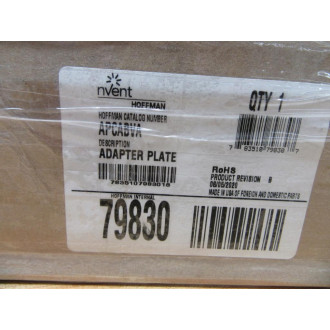 nVent
HOFFMAN
HOFFMAN CATALOG NUMBER
APCABVA
DESCRIPTION
ADAPTER PLATE
HOFFMAN INTERNAL
79830
QTY 1
RoHS
PRODUCT REVISION B
MADE IN USA OF FOREIGN AND DOMESTIC PARTS